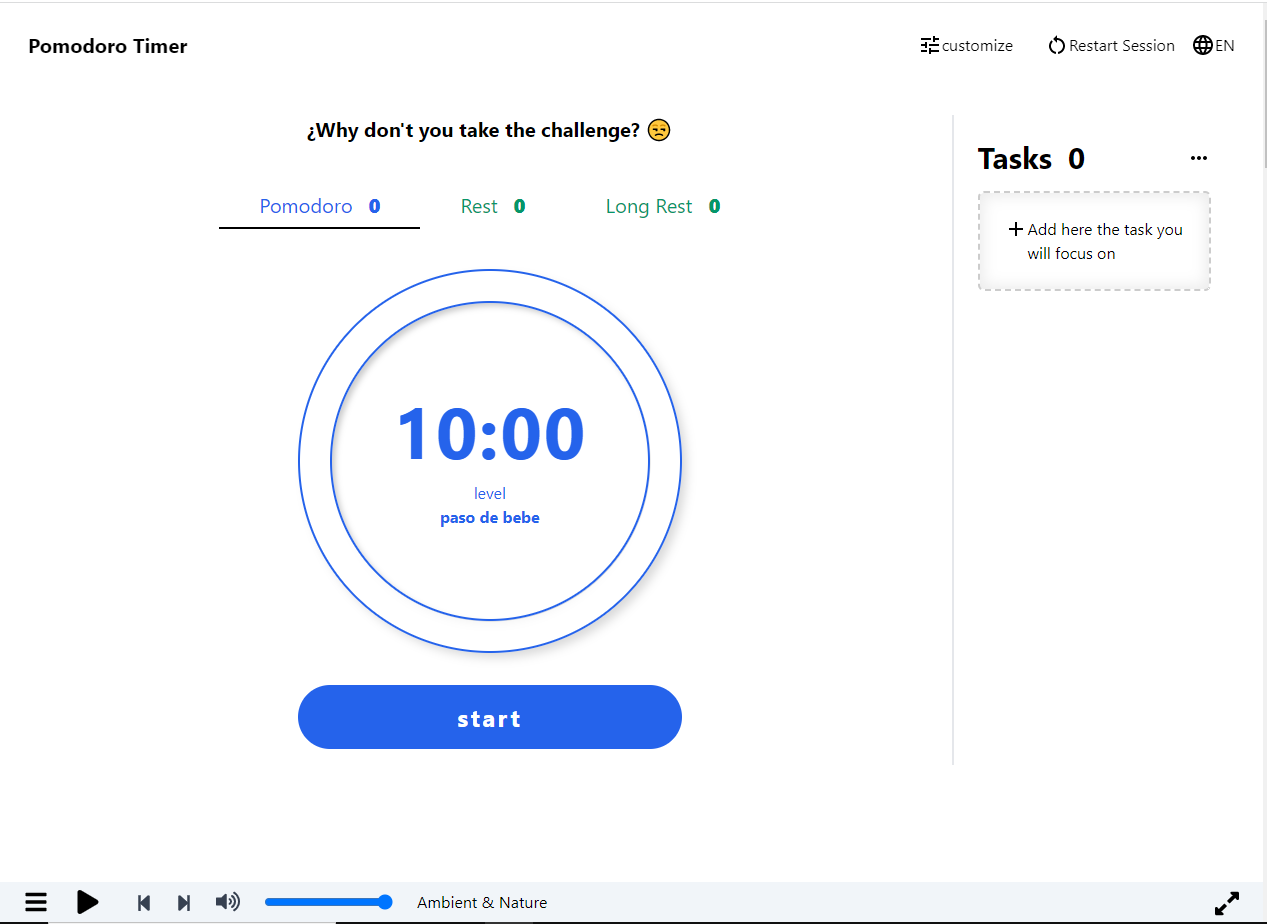 Pomodoro Timer
customize
Restart Session
EN
¿Why don't you take the challenge? 😒
Pomodoro 0
Rest 0
Long Rest 0
10:00
level
paso de bebe
start
Tasks 0
Add here the task you
will focus on
Ambient & Nature